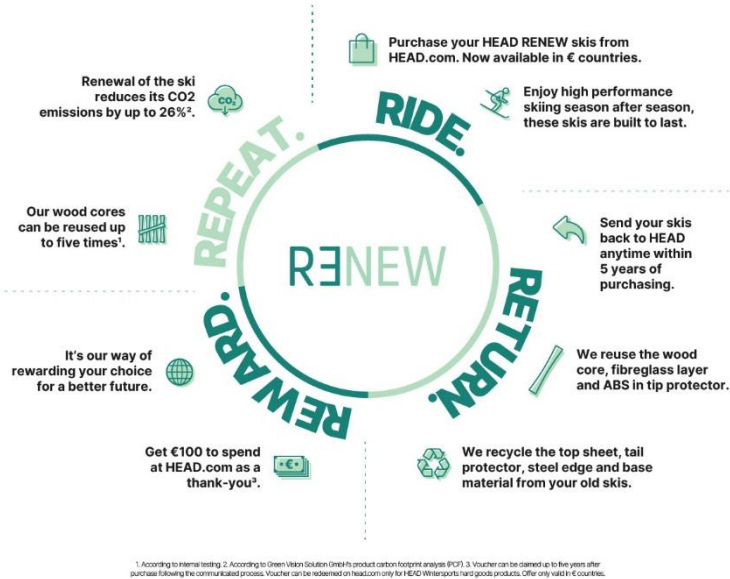 Purchase your HEAD RENEW skis from
HEAD.com. Now available in € countries.
Enjoy high performance
skiing season after season,
these skis are built to last.
RIDE.
Send your skis
back to HEAD
anytime within
5 years of
purchasing.
We reuse the wood
core, fibreglass layer
and ABS in tip protector.
We recycle the top sheet, tail
protector, steel edge and base
material from your old skis.
RETURN.
Get €100 to spend
at HEAD.com as a
thank-you³.
€
It's our way of
rewarding your choice
for a better future.
REWARD.
Our wood cores
can be reused up
to five times¹.
Renewal of the ski
reduces its CO2
emissions by up to 26%².
CO₂
REPEAT.
RƎNEW
1. According to internal testing. 2. According to Green Vision Solution GmbH's product carbon footprint analysis (PCF). 3. Voucher can be claimed up to five years after
purchase following the communicated process. Voucher can be redeemed on head.com only for HEAD Wintersports hard goods products. Offer only valid in € countries.